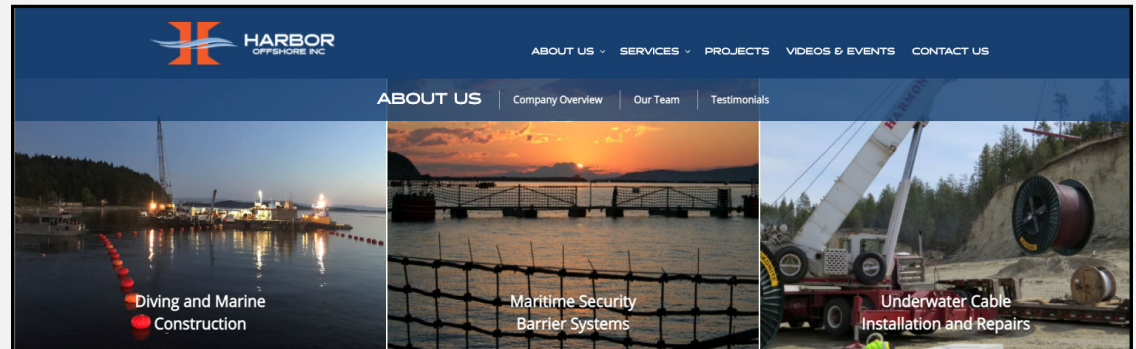 HARBOR
OFFSHORE INC
ABOUT US SERVICES PROJECTS VIDEOS & EVENTS CONTACT US
ABOUT US Company Overview Our Team Testimonials
HARMON
Diving and Marine
Construction
Maritime Security
Barrier Systems
Underwater Cable
Installation and Repairs